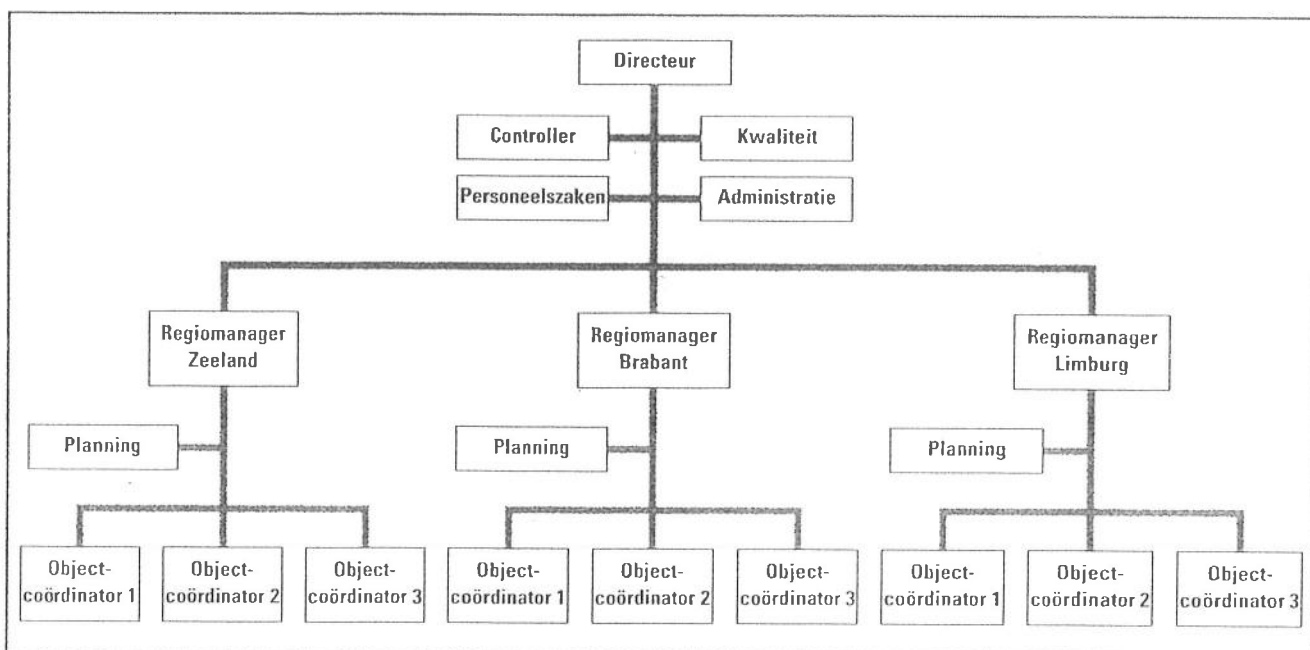 Directeur
Controller
Kwaliteit
Personeelszaken
Administratie
Regiomanager
Zeeland
Regiomanager
Brabant
Regiomanager
Limburg
Planning
Planning
Planning
Object-
coördinator 1
Object-
coördinator 2
Object-
coördinator 3
Object-
coördinator 1
Object-
coördinator 2
Object-
coördinator 3
Object-
coördinator 1
Object-
coördinator 2
Object-
coördinator 3